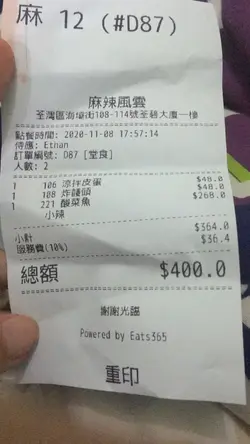 麻 12 (#D87)
麻辣風雲
荃灣區海壩街108-114號荃碧大廈一樓
點餐時間: 2020-11-08 17:57:14
侍應: Ethan
訂單編號: D87 [堂食]
人數: 2
1 106 涼拌皮蛋 $48.0
1 108 炸饅頭 $48.0
1 221 酸菜魚 $268.0
小辣
小計 $364.0
服務費(10%) $36.4
總額 $400.0
謝謝光臨
Powered by Eats365
重印